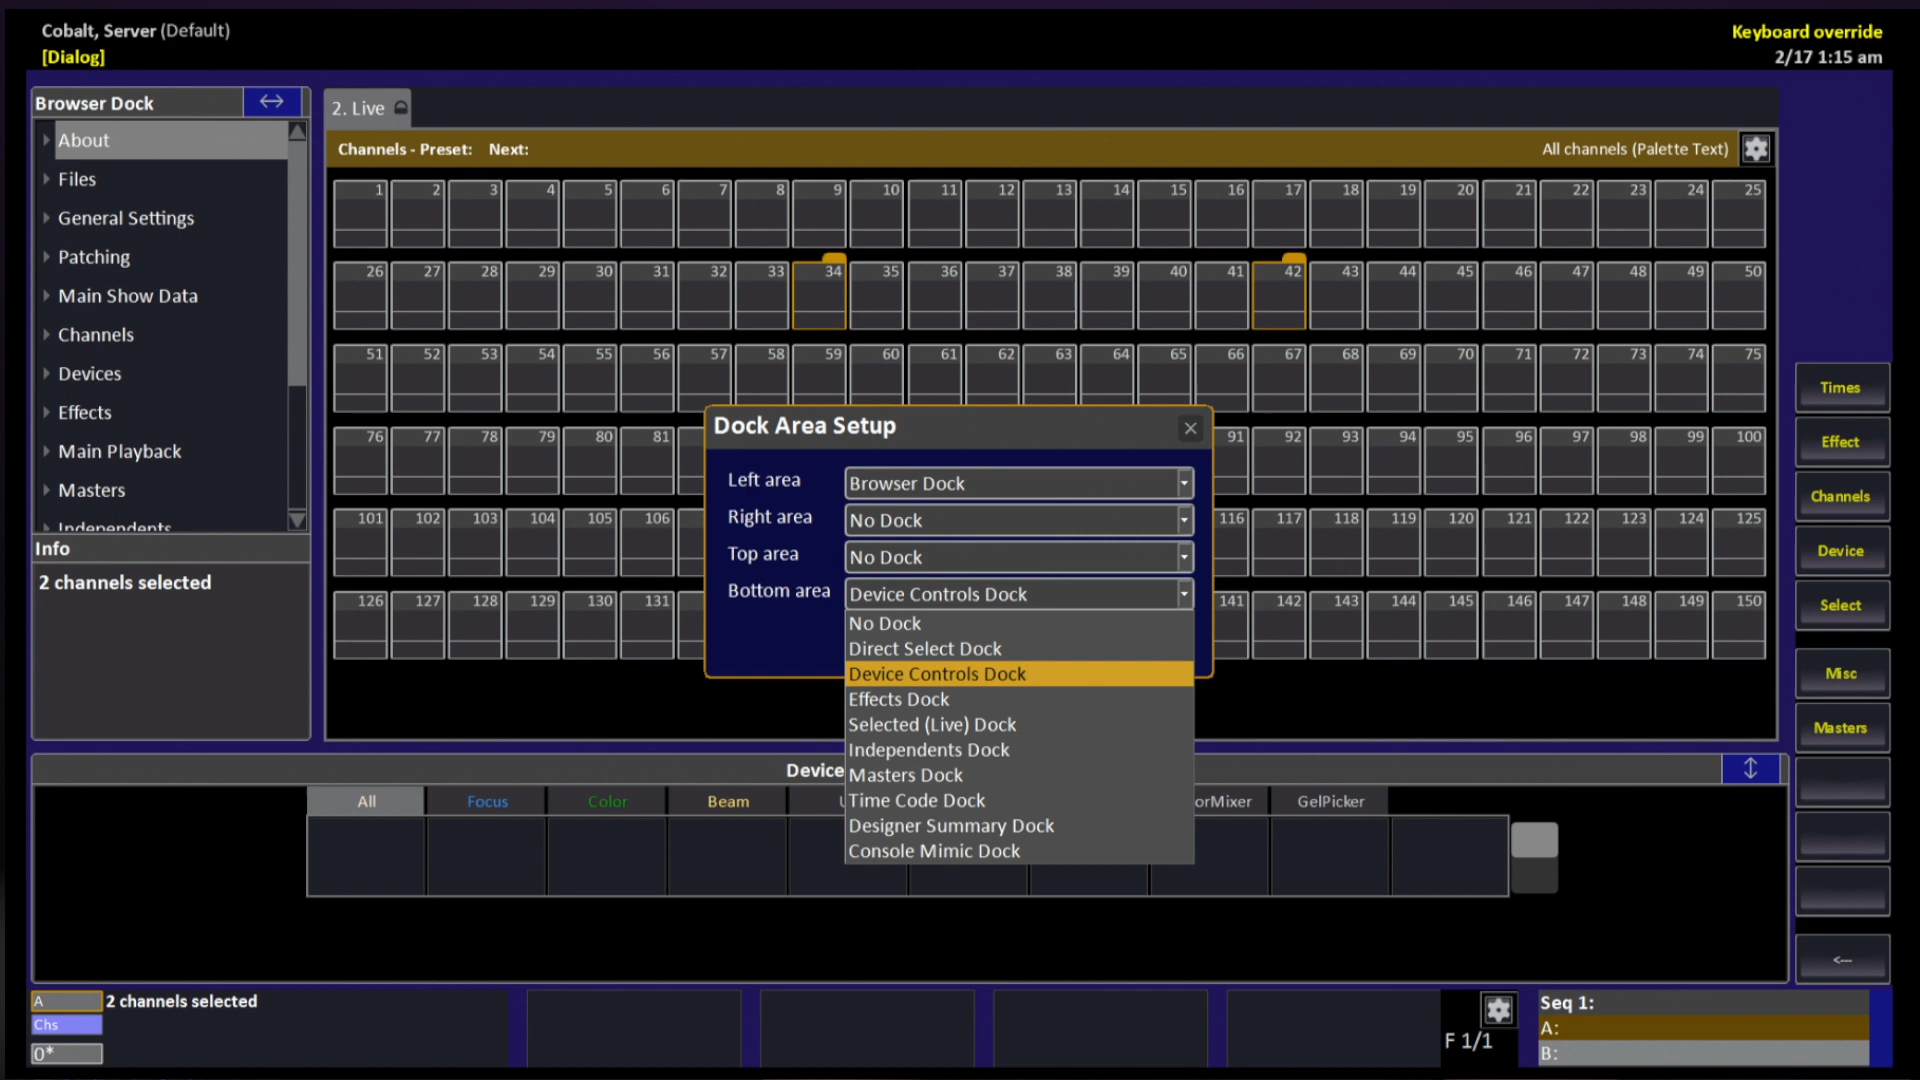 Cobalt, Server (Default)
[Dialog]
Keyboard override
2/17 1:15 am
Browser Dock
About
Files
General Settings
Patching
Main Show Data
Channels
Devices
Effects
Main Playback
Masters
Independents
Info
2 channels selected
2. Live
Channels - Preset: Next:
All channels (Palette Text)
1 2 3 4 5 6 7 8 9 10 11 12 13 14 15 16 17 18 19 20 21 22 23 24 25
26 27 28 29 30 31 32 33 34 35 36 37 38 39 40 41 42 43 44 45 46 47 48 49 50
51 52 53 54 55 56 57 58 59 60 61 62 63 64 65 66 67 68 69 70 71 72 73 74 75
76 77 78 79 80 81 91 92 93 94 95 96 97 98 99 100
101 102 103 104 105 106 116 117 118 119 120 121 122 123 124 125
126 127 128 129 130 131 141 142 143 144 145 146 147 148 149 150
Dock Area Setup
Left area Browser Dock
Right area No Dock
Top area No Dock
Bottom area Device Controls Dock
No Dock
Direct Select Dock
Device Controls Dock
Effects Dock
Selected (Live) Dock
Independents Dock
Masters Dock
Time Code Dock
Designer Summary Dock
Console Mimic Dock
Times
Effect
Channels
Device
Select
Misc
Masters
<---
Device
All Focus Color Beam orMixer GelPicker
A 2 channels selected
Chs
0*
F 1/1
Seq 1:
A:
B: